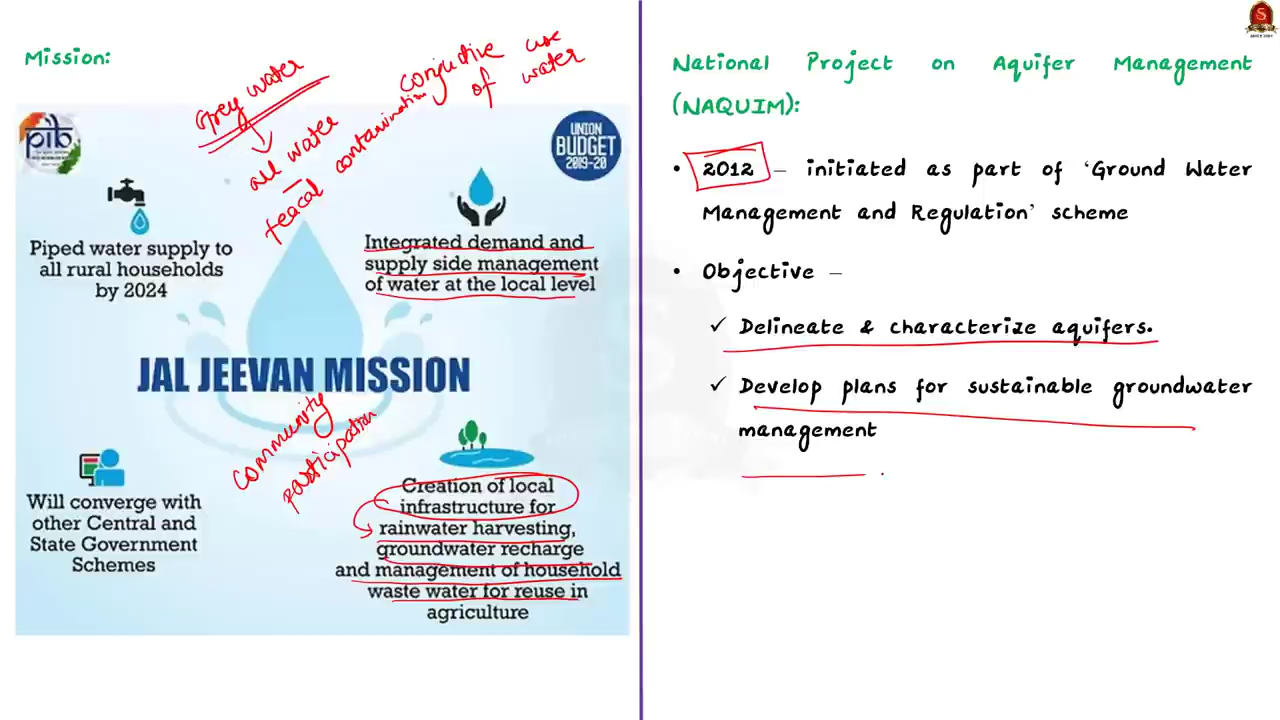 Mission:
Grey water
all water
feacal contamination
conjuctive use
of water
pib
UNION
BUDGET
2019-20
Piped water supply to
all rural households
by 2024
Integrated demand and
supply side management
of water at the local level
JAL JEEVAN MISSION
community
participation
Will converge with
other Central and
State Government
Schemes
Creation of local
infrastructure for
rainwater harvesting,
groundwater recharge
and management of household
waste water for reuse in
agriculture
National Project on Aquifer Management
(NAQUIM):
• 2012 – initiated as part of ‘Ground Water
Management and Regulation’ scheme
• Objective –
✓ Delineate & characterize aquifers.
✓ Develop plans for sustainable groundwater
management
S